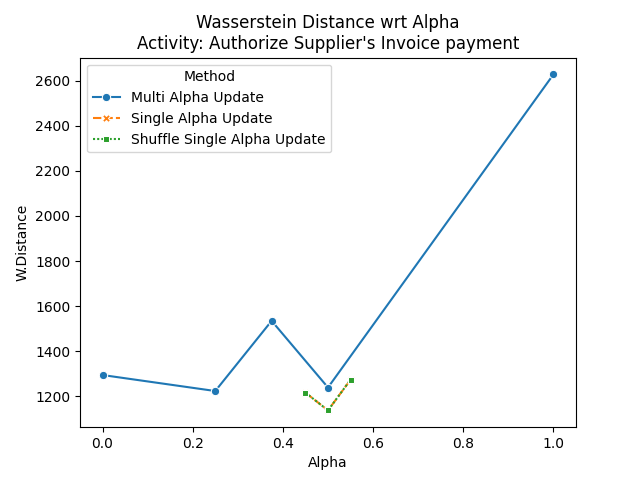 Wasserstein Distance wrt Alpha
Activity: Authorize Supplier's Invoice payment
Method
Multi Alpha Update
Single Alpha Update
Shuffle Single Alpha Update
W.Distance
2600
2400
2200
2000
1800
1600
1400
1200
0.0 0.2 0.4 0.6 0.8 1.0
Alpha